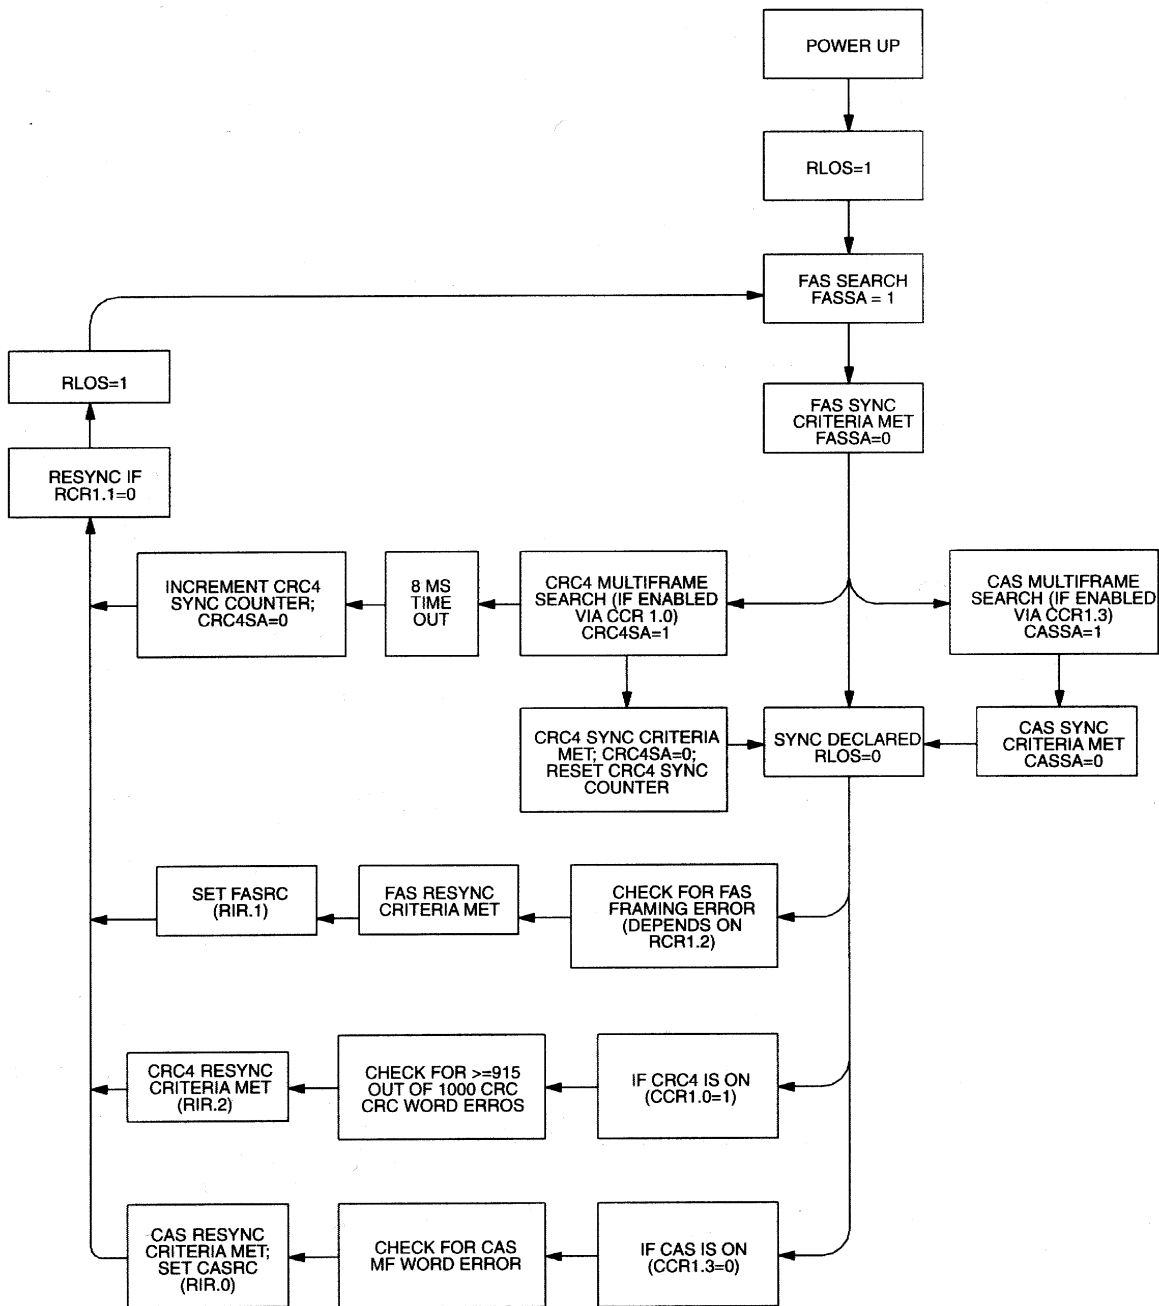 POWER UP
RLOS=1
FAS SEARCH
FASSA = 1
RLOS=1
FAS SYNC
CRITERIA MET
FASSA=0
RESYNC IF
RCR1.1=0
INCREMENT CRC4
SYNC COUNTER;
CRC4SA=0
8 MS
TIME
OUT
CRC4 MULTIFRAME
SEARCH (IF ENABLED
VIA CCR 1.0)
CRC4SA=1
CAS MULTIFRAME
SEARCH (IF ENABLED
VIA CCR1.3)
CASSA=1
CRC4 SYNC CRITERIA
MET; CRC4SA=0;
RESET CRC4 SYNC
COUNTER
SYNC DECLARED
RLOS=0
CAS SYNC
CRITERIA MET
CASSA=0
SET FASRC
(RIR.1)
FAS RESYNC
CRITERIA MET
CHECK FOR FAS
FRAMING ERROR
(DEPENDS ON
RCR1.2)
CRC4 RESYNC
CRITERIA MET
(RIR.2)
CHECK FOR >=915
OUT OF 1000 CRC
CRC WORD ERROS
IF CRC4 IS ON
(CCR1.0=1)
CAS RESYNC
CRITERIA MET;
SET CASRC
(RIR.0)
CHECK FOR CAS
MF WORD ERROR
IF CAS IS ON
(CCR1.3=0)